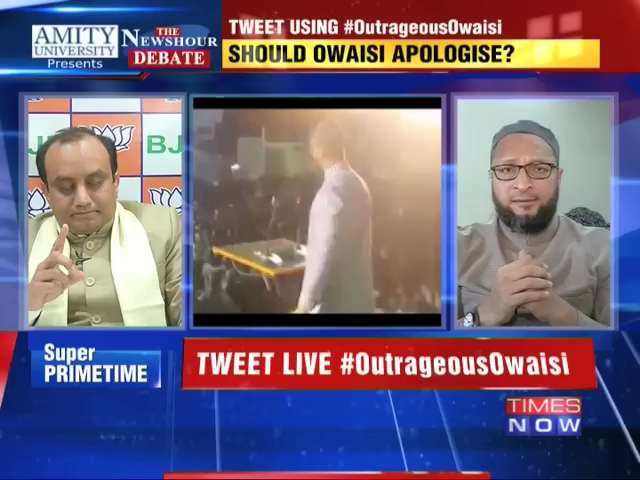 AMITY
UNIVERSITY
Presents
THE
NEWSHOUR
DEBATE
TWEET USING #OutrageousOwaisi
SHOULD OWAISI APOLOGISE?
BJ
BJ
Super
PRIMETIME
TWEET LIVE #OutrageousOwaisi
TIMES
NOW